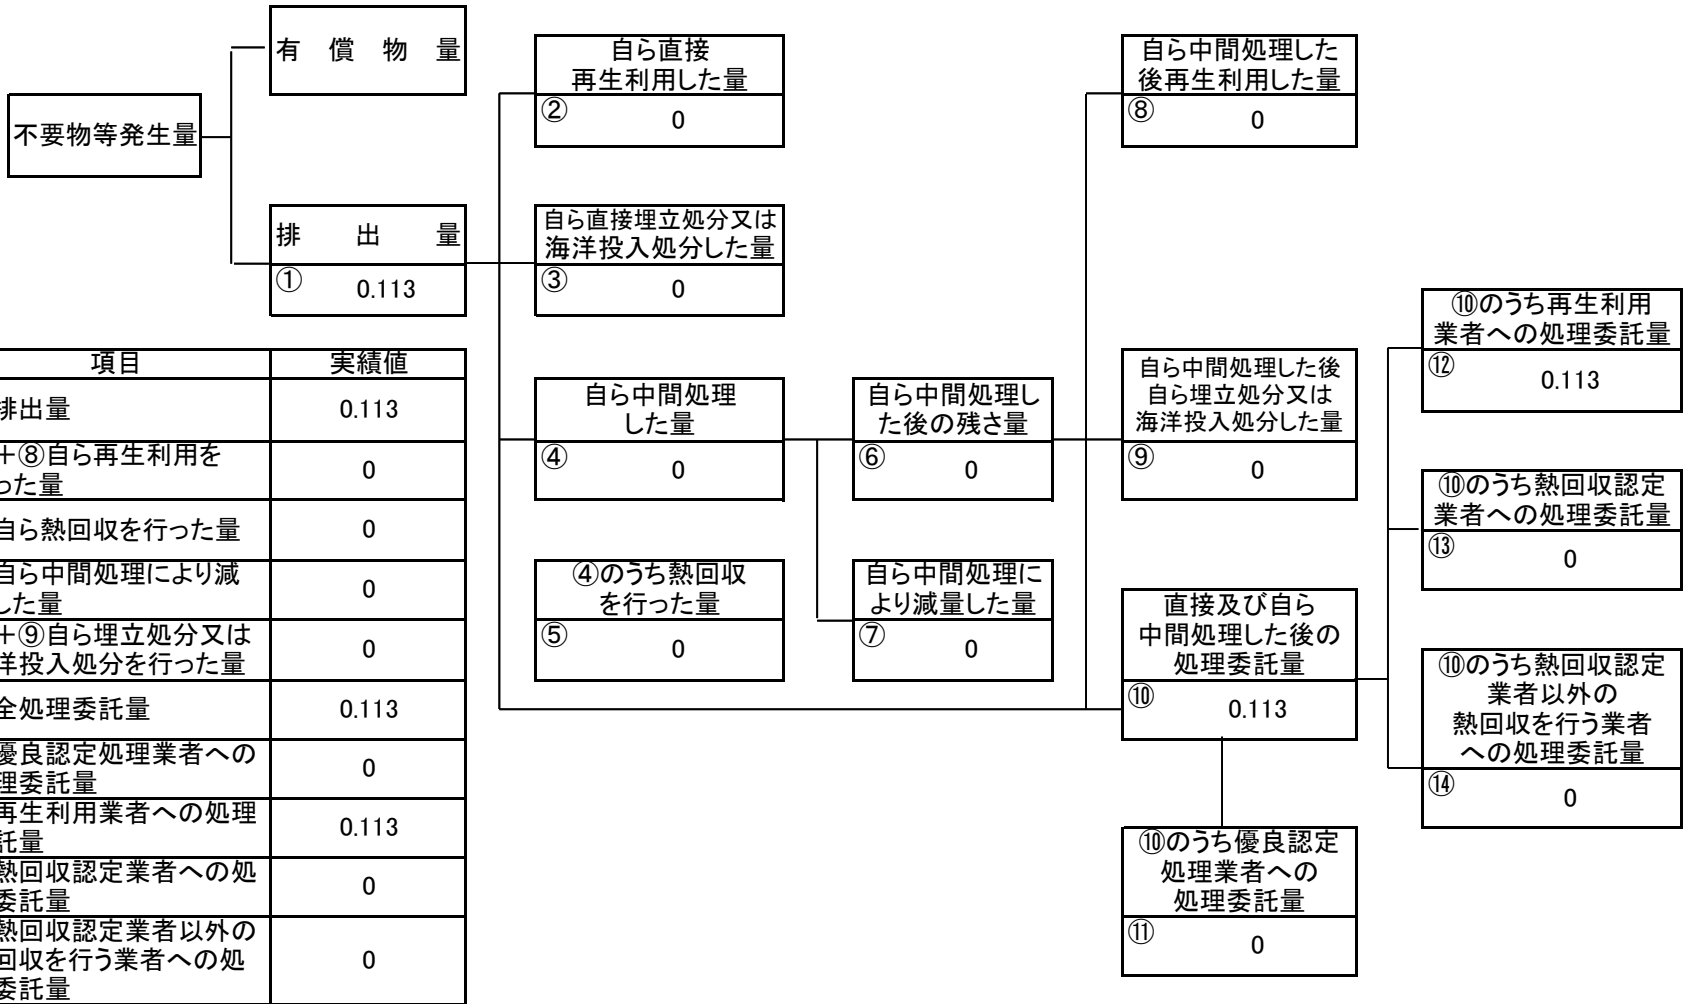 有償物量
不要物等発生量
排出量
①
0.113
自ら直接
再生利用した量
②
0
自ら直接埋立処分又は
海洋投入処分した量
③
0
自ら中間処理
した量
④
0
④のうち熱回収
を行った量
⑤
0
自ら中間処理し
た後の残さ量
⑥
0
自ら中間処理に
より減量した量
⑦
0
自ら中間処理した
後再生利用した量
⑧
0
自ら中間処理した後
自ら埋立処分又は
海洋投入処分した量
⑨
0
直接及び自ら
中間処理した後の
処理委託量
⑩
0.113
⑩のうち優良認定
処理業者への
処理委託量
⑪
0
⑩のうち再生利用
業者への処理委託量
⑫
0.113
⑩のうち熱回収認定
業者への処理委託量
⑬
0
⑩のうち熱回収認定
業者以外の
熱回収を行う業者
への処理委託量
⑭
0
項目 実績値
排出量 0.113
+⑧自ら再生利用を
った量 0
自ら熱回収を行った量 0
自ら中間処理により減
した量 0
+⑨自ら埋立処分又は
洋投入処分を行った量 0
全処理委託量 0.113
優良認定処理業者への
理委託量 0
再生利用業者への処理
託量 0.113
熱回収認定業者への処
委託量 0
熱回収認定業者以外の
回収を行う業者への処
委託量 0